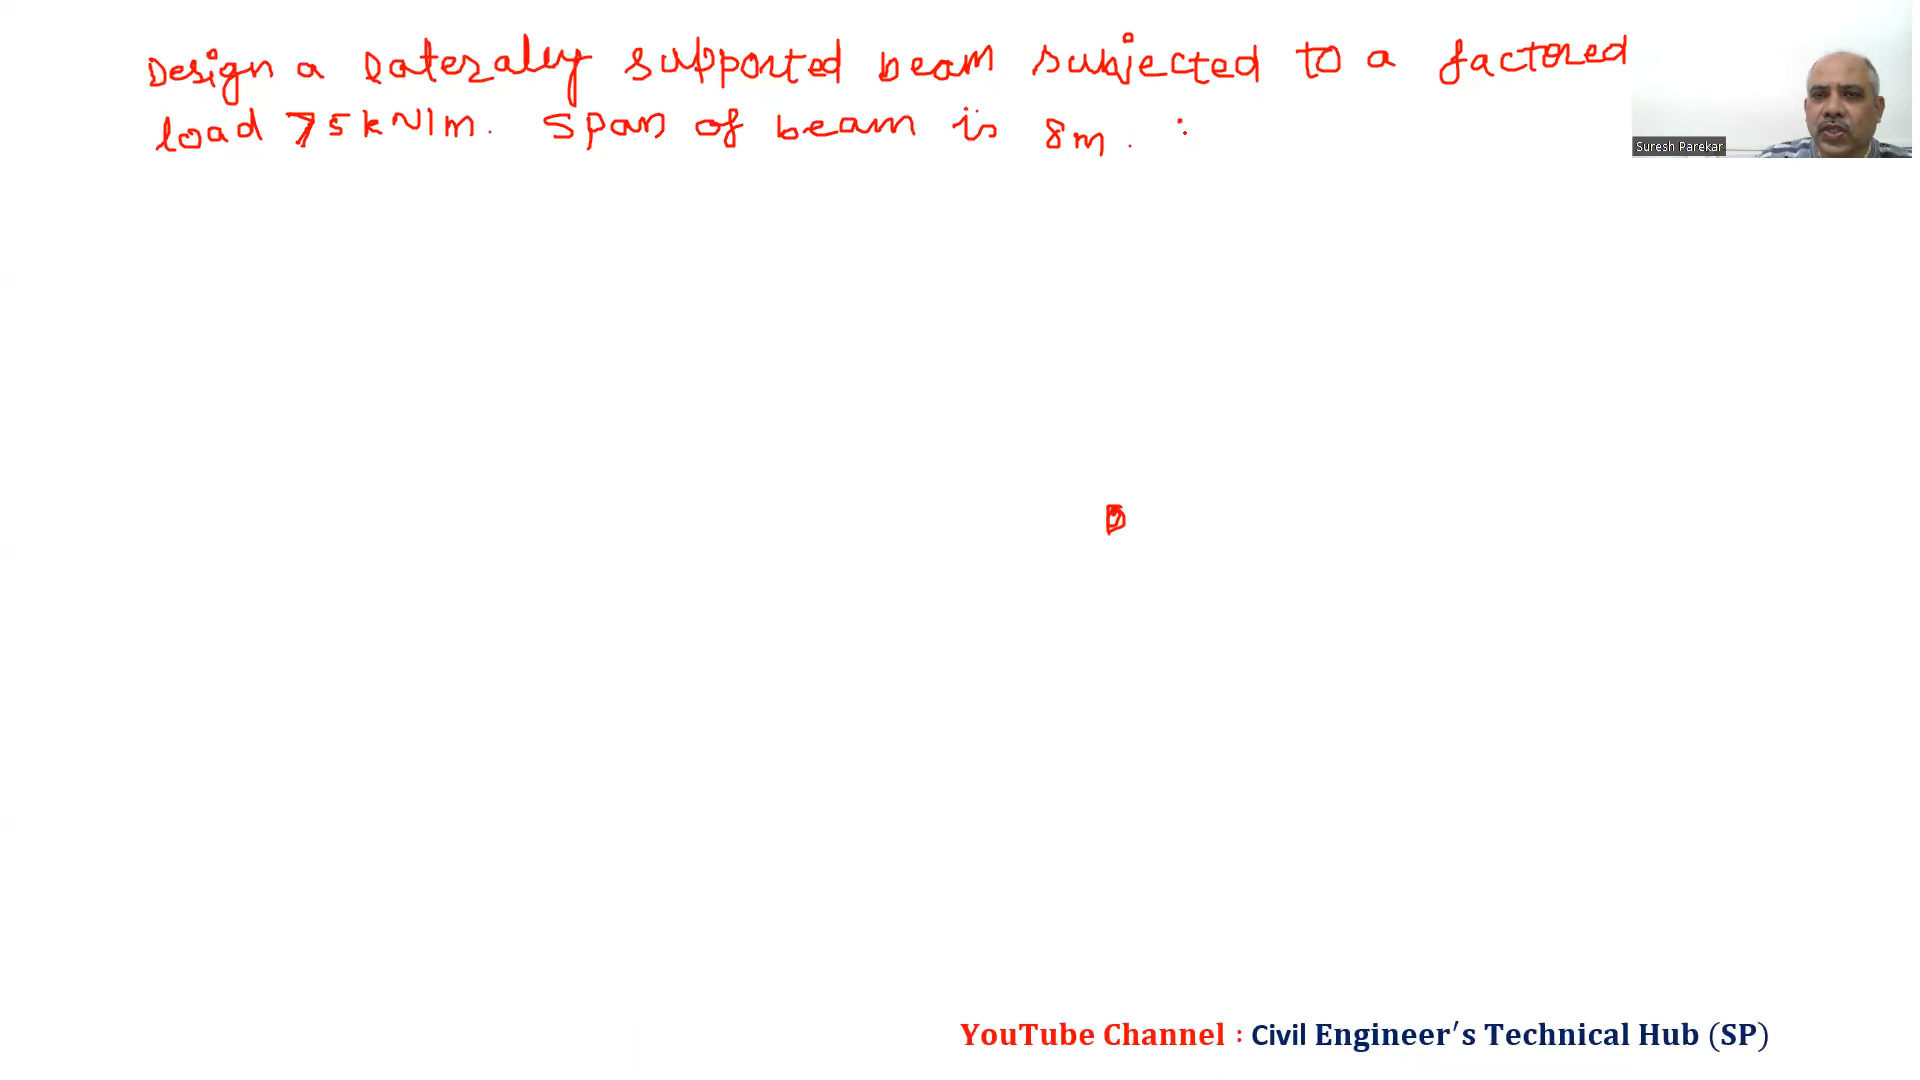 Design a Laterally supported beam subjected to a factored
load 75 kN/m. Span of beam is 8m. :
Suresh Parekar
YouTube Channel : Civil Engineer's Technical Hub (SP)